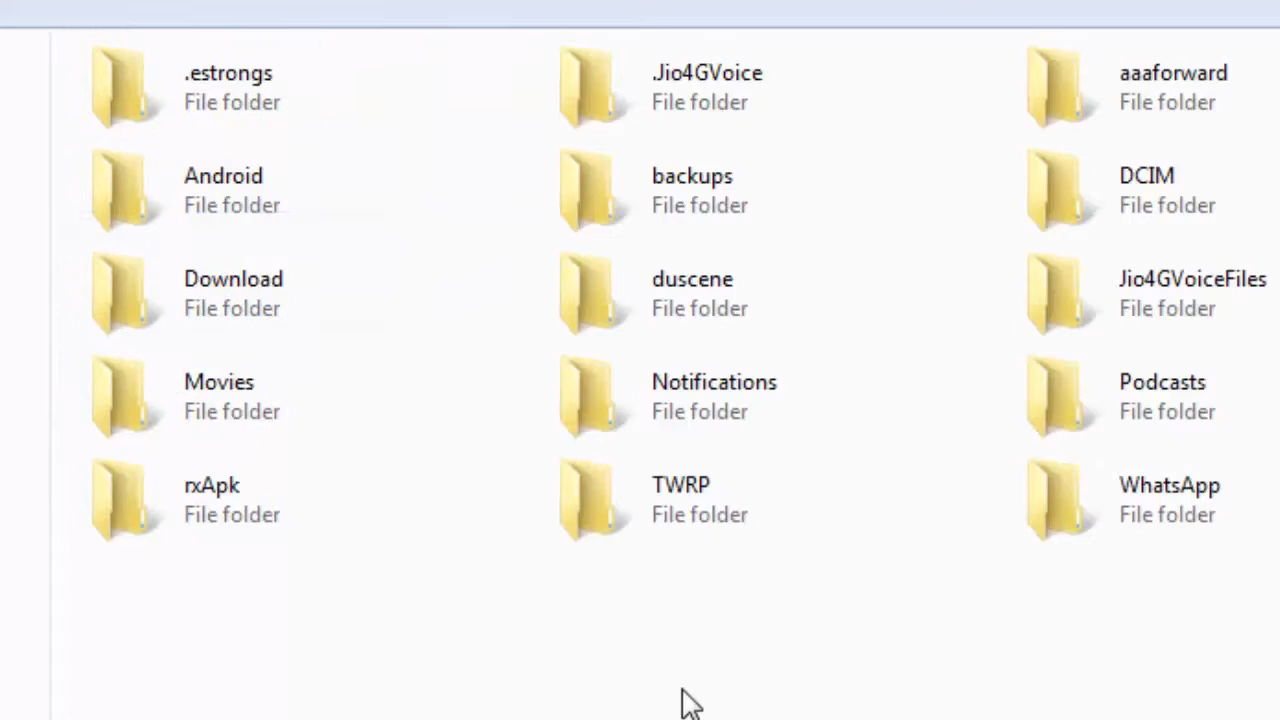 .estrongs
File folder
.Jio4GVoice
File folder
aaaforward
File folder
Android
File folder
backups
File folder
DCIM
File folder
Download
File folder
duscene
File folder
Jio4GVoiceFiles
File folder
Movies
File folder
Notifications
File folder
Podcasts
File folder
rxApk
File folder
TWRP
File folder
WhatsApp
File folder